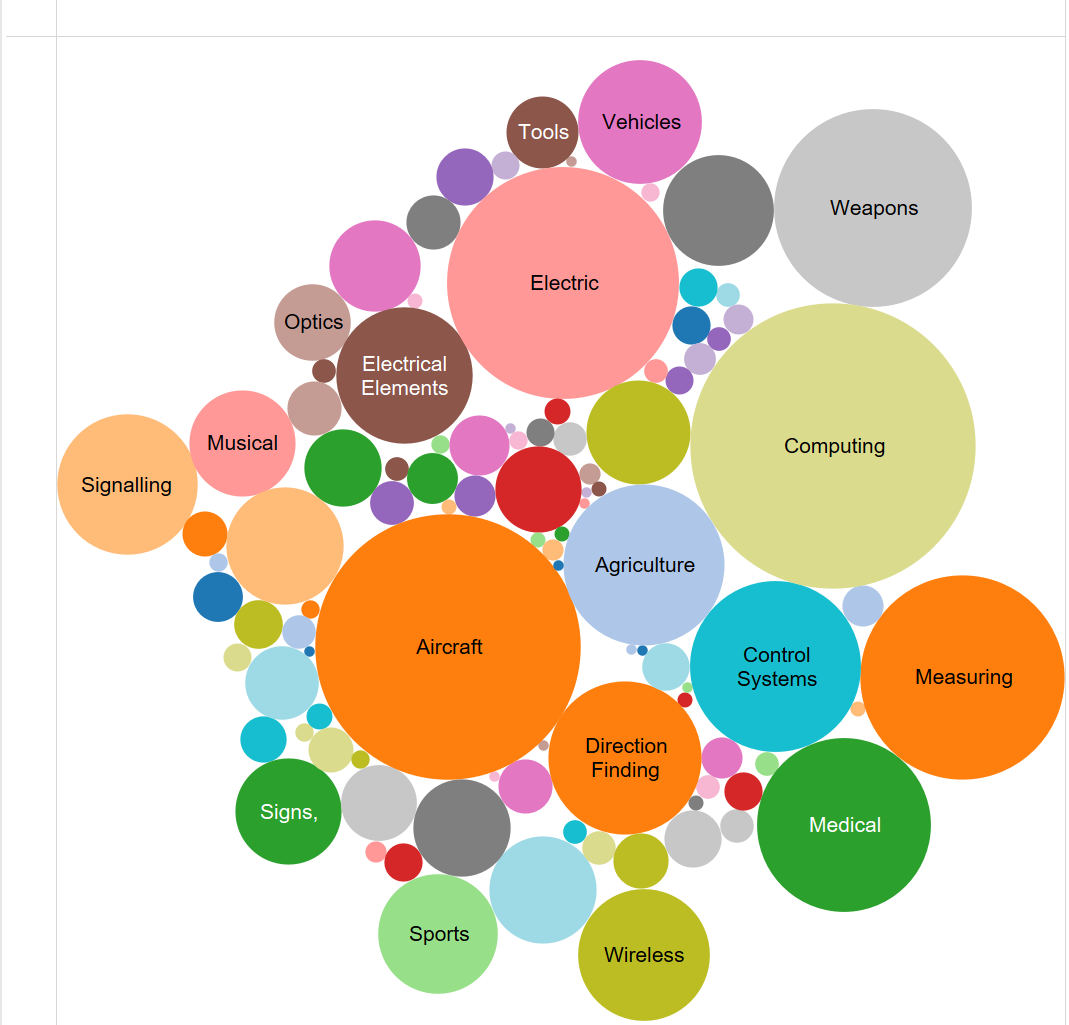 Vehicles
Tools
Weapons
Electric
Optics
Electrical
Elements
Musical
Computing
Signalling
Agriculture
Aircraft
Control
Systems
Measuring
Direction
Finding
Signs,
Medical
Sports
Wireless